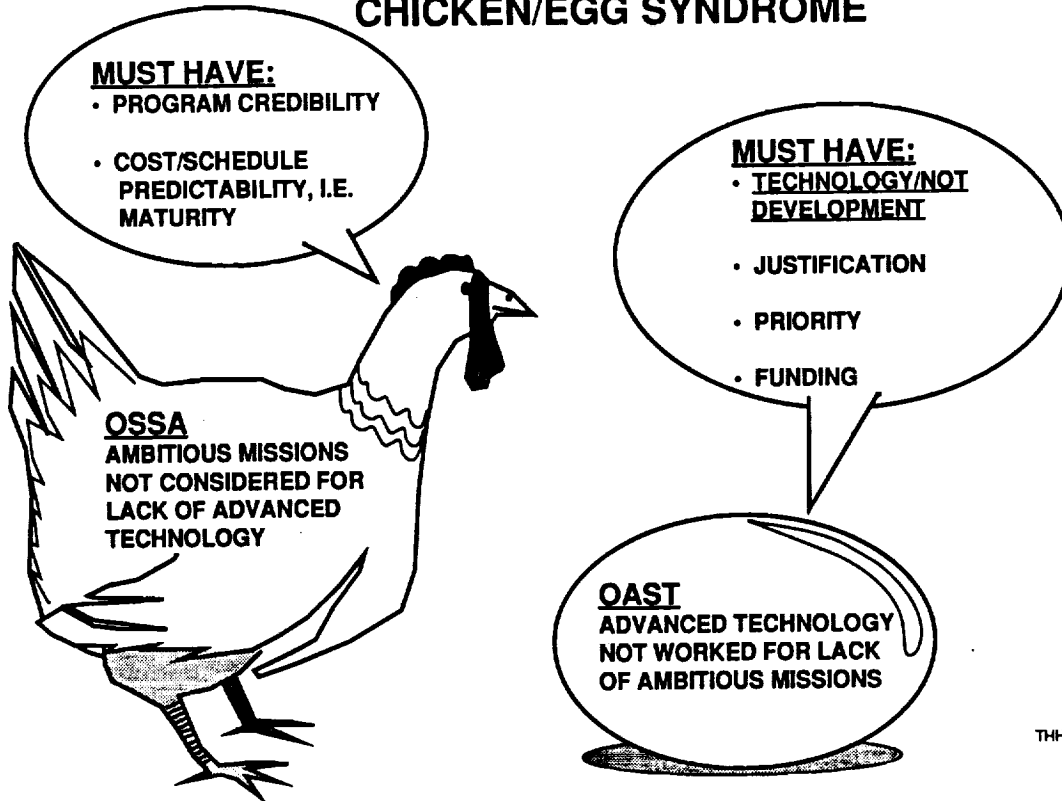 CHICKEN/EGG SYNDROME
MUST HAVE:
• PROGRAM CREDIBILITY
• COST/SCHEDULE
PREDICTABILITY, I.E.
MATURITY
MUST HAVE:
• TECHNOLOGY/NOT
DEVELOPMENT
• JUSTIFICATION
• PRIORITY
• FUNDING
OSSA
AMBITIOUS MISSIONS
NOT CONSIDERED FOR
LACK OF ADVANCED
TECHNOLOGY
OAST
ADVANCED TECHNOLOGY
NOT WORKED FOR LACK
OF AMBITIOUS MISSIONS